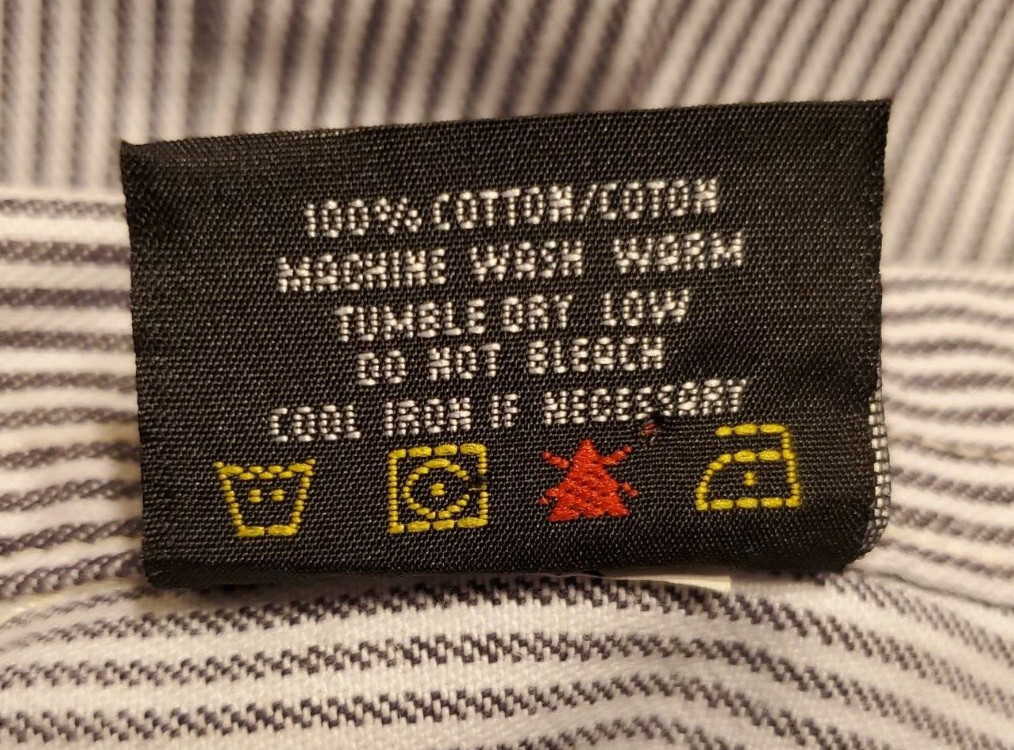 100% COTTON/COTON
MACHINE WASH WARM
TUMBLE DRY LOW
DO NOT BLEACH
COOL IRON IF NECESSARY